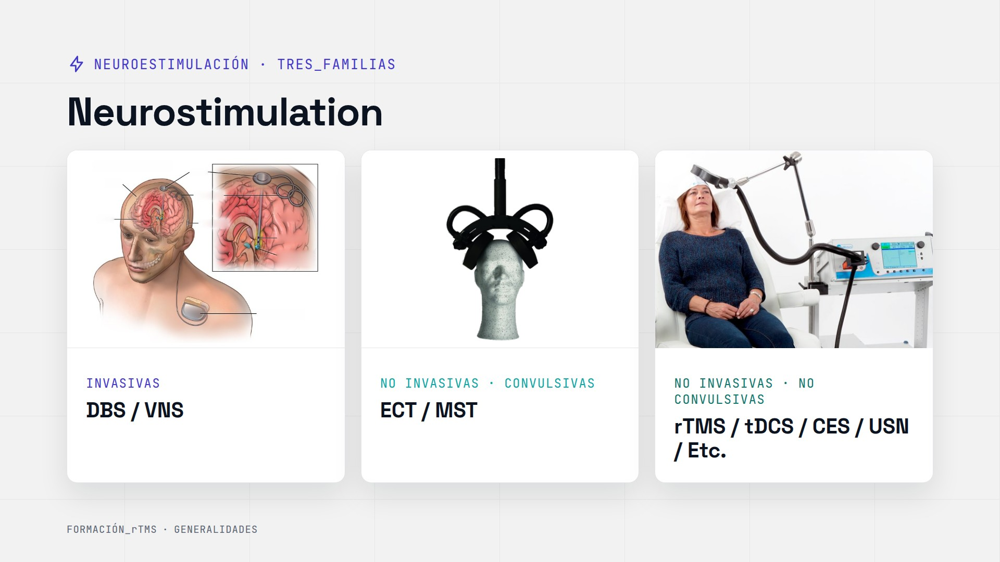 NEUROESTIMULACIÓN · TRES_FAMILIAS
Neurostimulation
INVASIVAS
DBS / VNS
NO INVASIVAS · CONVULSIVAS
ECT / MST
NO INVASIVAS · NO
CONVULSIVAS
rTMS / tDCS / CES / USN
/ Etc.
FORMACIÓN_rTMS · GENERALIDADES